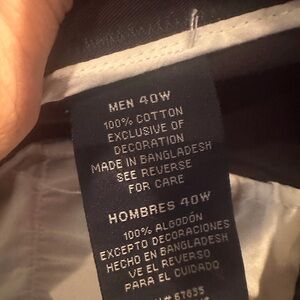 MEN 40W
100% COTTON
EXCLUSIVE OF
DECORATION
MADE IN BANGLADESH
SEE REVERSE
FOR CARE
HOMBRES 40W
100% ALGODÓN
EXCEPTO DECORACIONES
HECHO EN BANGLADESH
VE EL REVERSO
PARA EL CUIDADO
67635